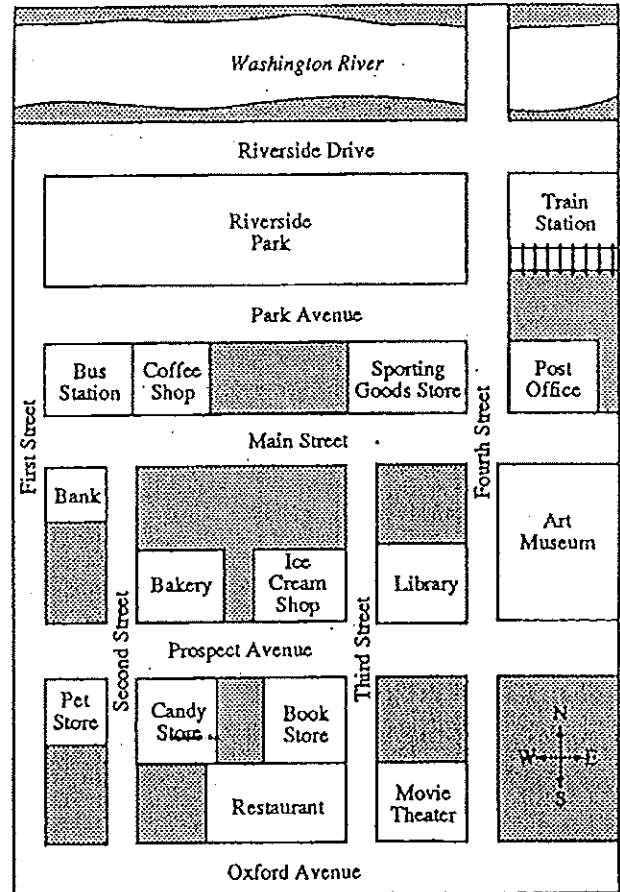 Washington River
Riverside Drive
Riverside
Park
Train
Station
Park Avenue
Bus
Station
Coffee
Shop
Sporting
Goods Store
Post
Office
First Street
Main Street
Fourth Street
Bank
Art
Museum
Bakery
Ice
Cream
Shop
Library
Second Street
Prospect Avenue
Third Street
Pet
Store
Candy
Store
Book
Store
N
W
E
S
Restaurant
Movie
Theater
Oxford Avenue